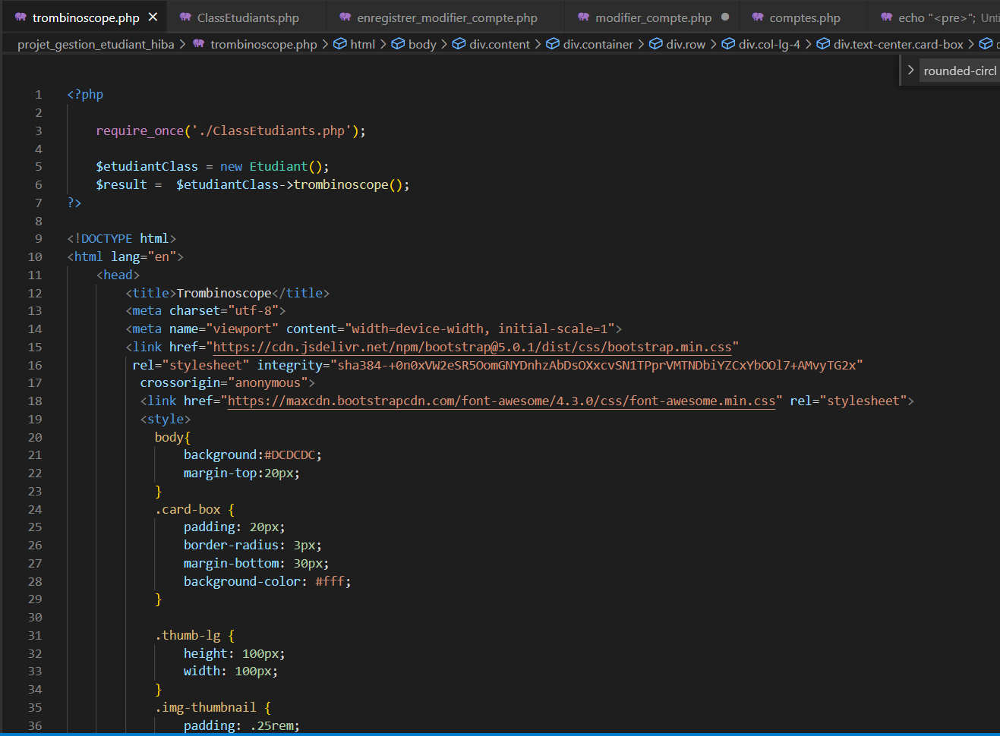 trombinoscope.php ClassEtudiants.php enregistrer_modifier_compte.php modifier_compte.php comptes.php echo "<pre>"; Unti
projet_gestion_etudiant_hiba > trombinoscope.php > html > body > div.content > div.container > div.row > div.col-lg-4 > div.text-center.card-box >
rounded-circl
1 <?php
2
3 require_once('./ClassEtudiants.php');
4
5 $etudiantClass = new Etudiant();
6 $result = $etudiantClass->trombinoscope();
7 ?>
8
9 <!DOCTYPE html>
10 <html lang="en">
11 <head>
12 <title>Trombinoscope</title>
13 <meta charset="utf-8">
14 <meta name="viewport" content="width=device-width, initial-scale=1">
15 <link href="https://cdn.jsdelivr.net/npm/bootstrap@5.0.1/dist/css/bootstrap.min.css"
16 rel="stylesheet" integrity="sha384-+0n0xVW2eSR5OomGNYDnhzAbDsOXxcvSN1TPprVMTNDbiYZCxYbOOl7+AMvyTG2x"
17 crossorigin="anonymous">
18 <link href="https://maxcdn.bootstrapcdn.com/font-awesome/4.3.0/css/font-awesome.min.css" rel="stylesheet">
19 <style>
20 body{
21 background:#DCDCDC;
22 margin-top:20px;
23 }
24 .card-box {
25 padding: 20px;
26 border-radius: 3px;
27 margin-bottom: 30px;
28 background-color: #fff;
29 }
30
31 .thumb-lg {
32 height: 100px;
33 width: 100px;
34 }
35 .img-thumbnail {
36 padding: .25rem;